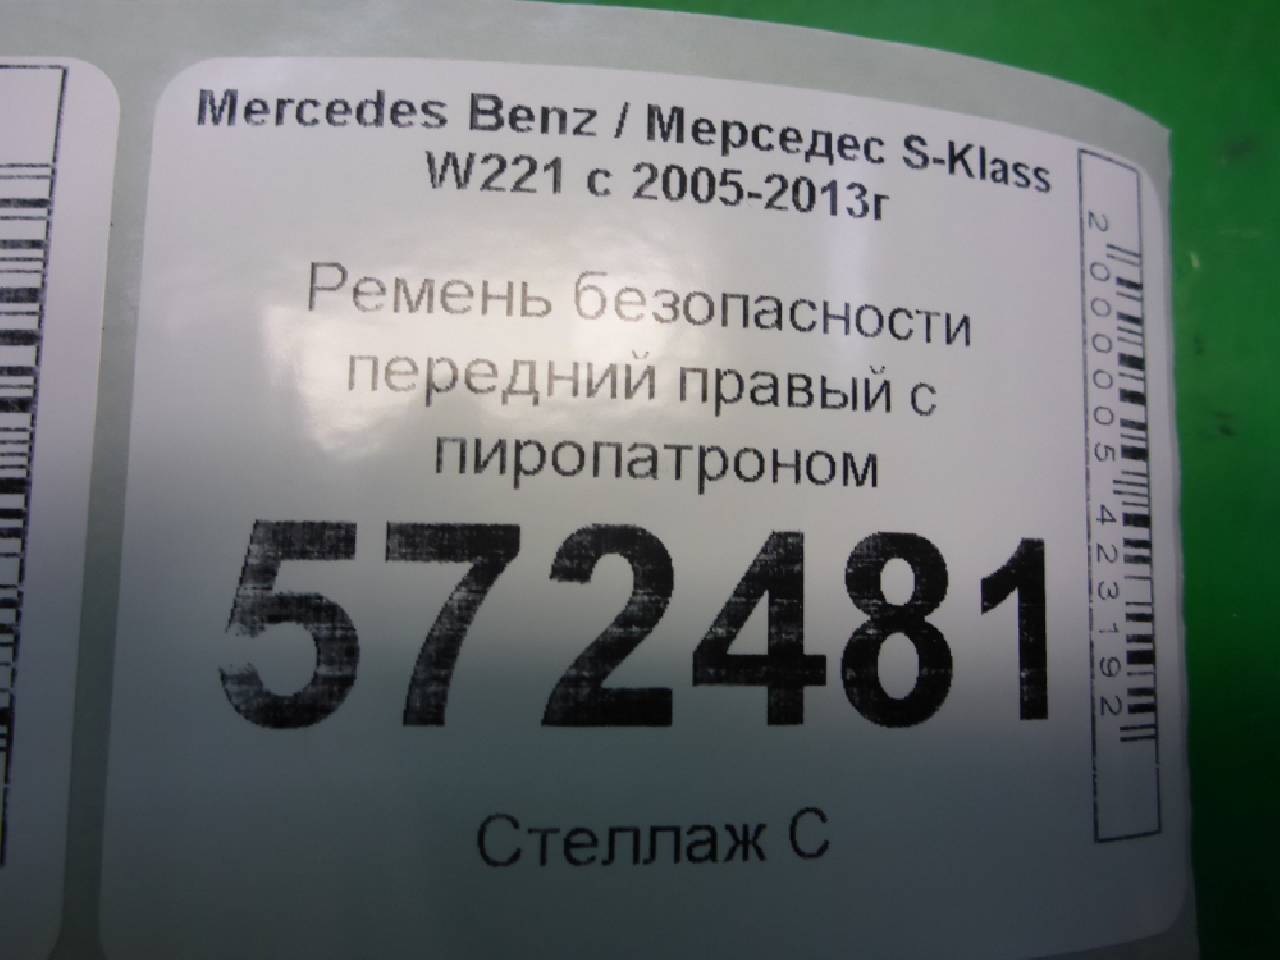 Mercedes Benz / Мерседес S-Klass
W221 с 2005-2013г
Ремень безопасности
передний правый с
пиропатроном
572481
Стеллаж С
2000005423192